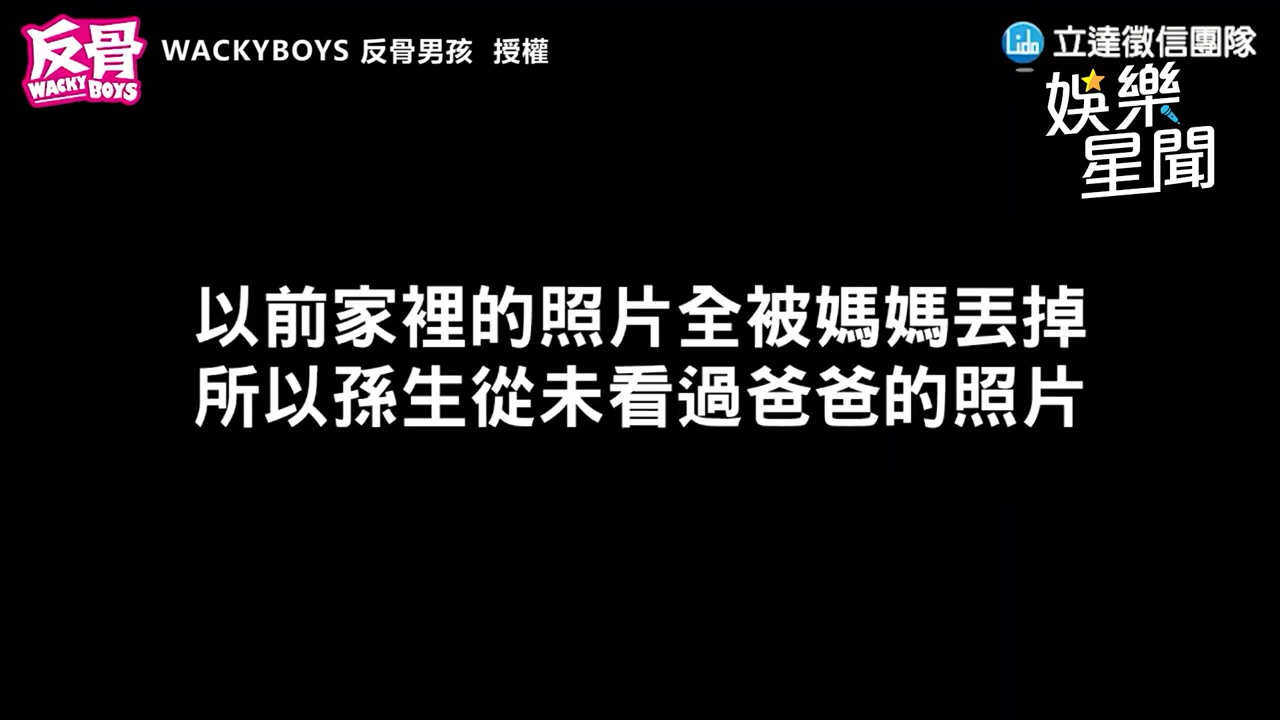 反骨
WACKY BOYS
WACKYBOYS 反骨男孩 授權
Lido 立達徵信團隊
娛樂
星聞
以前家裡的照片全被媽媽丟掉
所以孫生從未看過爸爸的照片